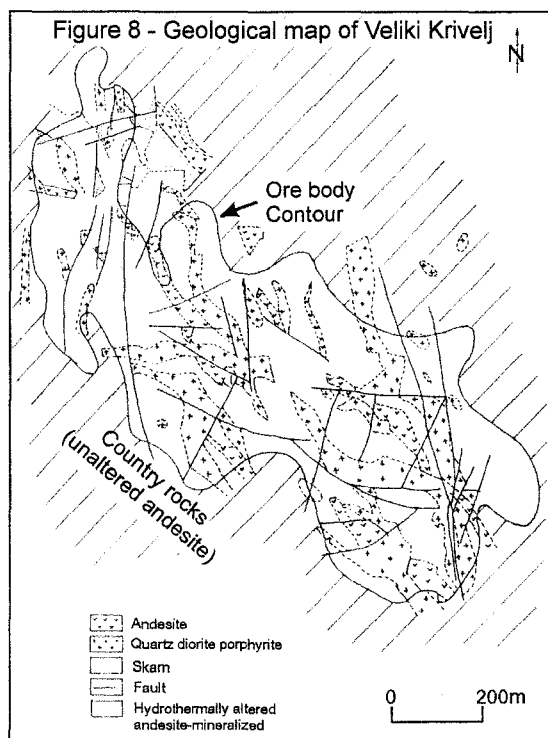 Figure 8 - Geological map of Veliki Krivelj
N
Ore body
Contour
Country rocks
(unaltered andesite)
Andesite
Quartz diorite porphyrite
Skarn
Fault
Hydrothermally altered
andesite-mineralized
0 200m